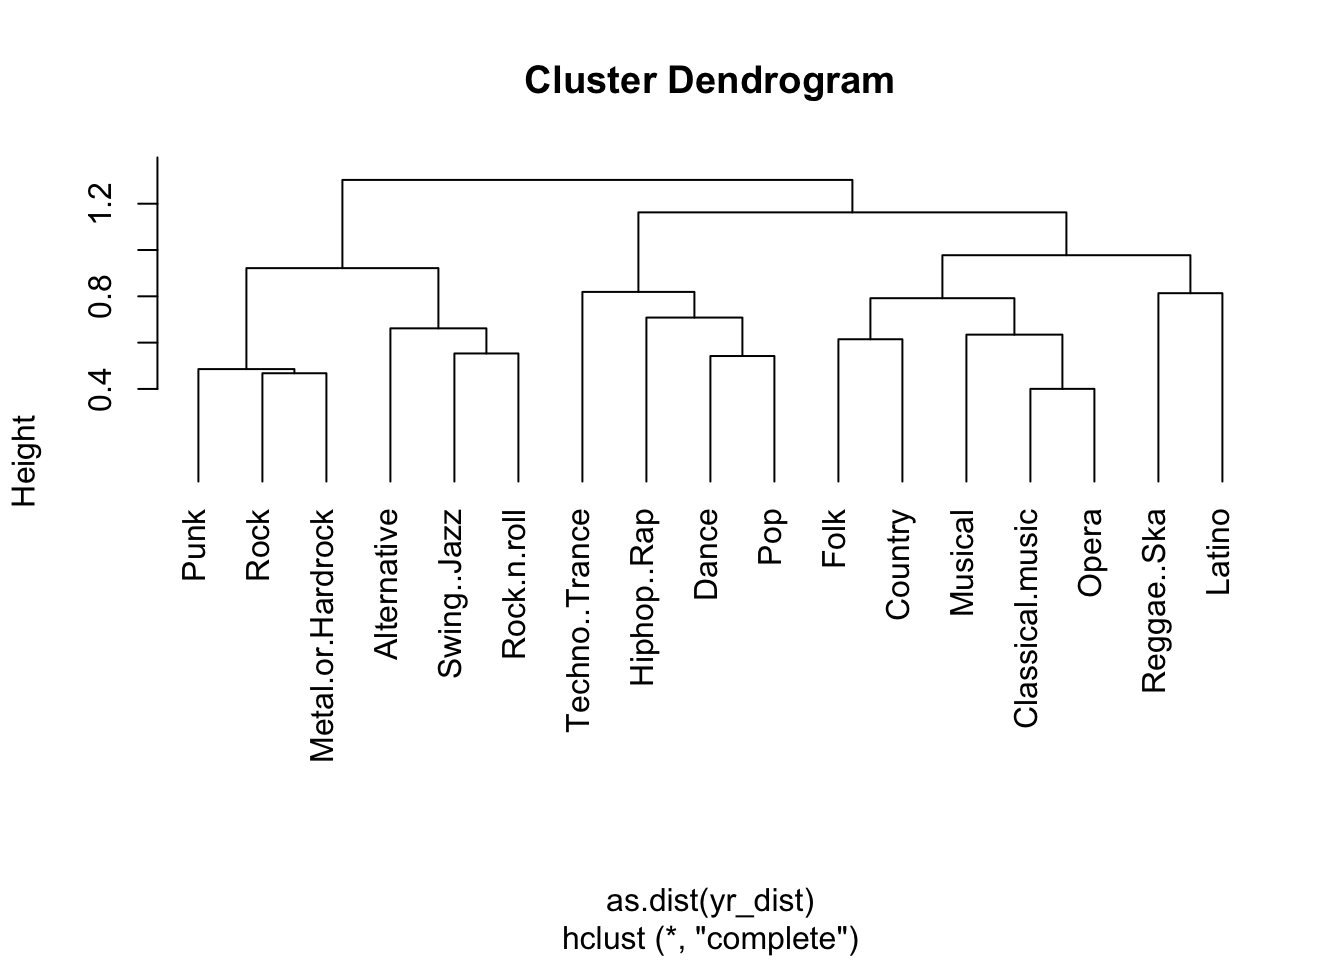 Cluster Dendrogram
1.2
0.8
0.4
Height
Punk
Rock
Metal.or.Hardrock
Alternative
Swing..Jazz
Rock.n.roll
Techno..Trance
Hiphop..Rap
Dance
Pop
Folk
Country
Musical
Classical.music
Opera
Reggae..Ska
Latino
as.dist(yr_dist)
hclust (*, "complete")